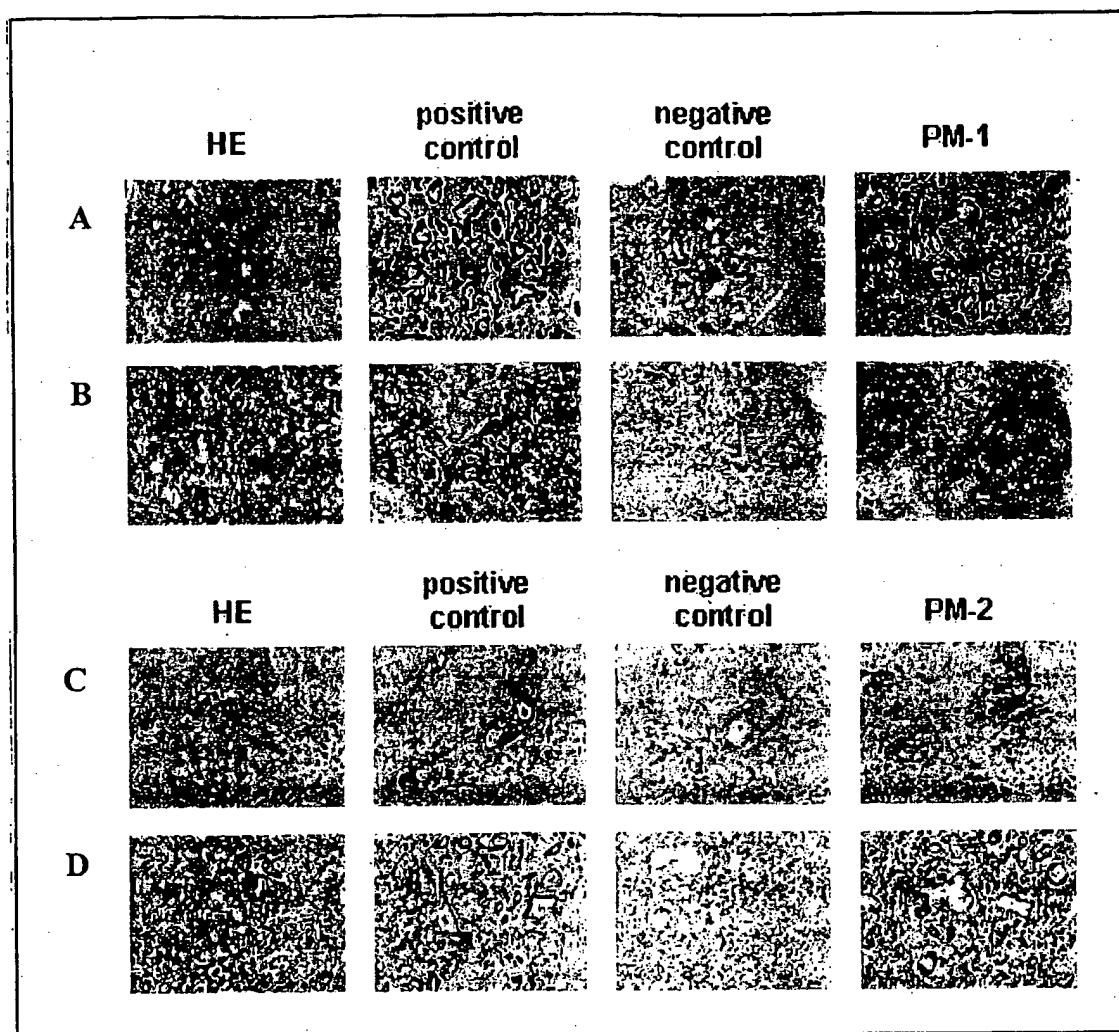 HE
positive
control
negative
control
PM-1
A
B
HE
positive
control
negative
control
PM-2
C
D